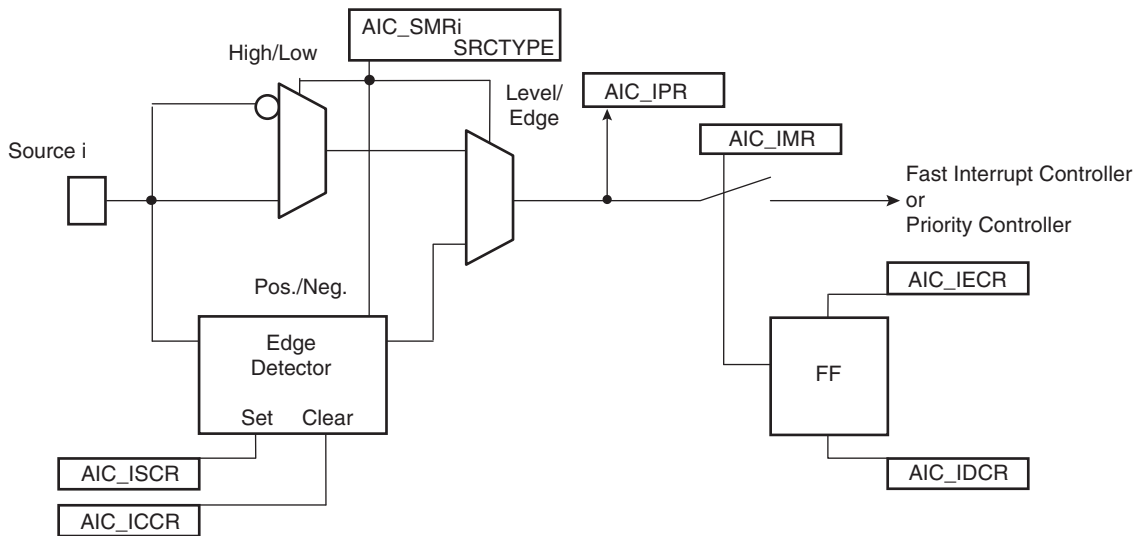 AIC_SMRi
SRCTYPE
High/Low
Level/
Edge
AIC_IPR
AIC_IMR
Source i
Fast Interrupt Controller
or
Priority Controller
Pos./Neg.
AIC_IECR
Edge
Detector
FF
Set Clear
AIC_ISCR
AIC_IDCR
AIC_ICCR